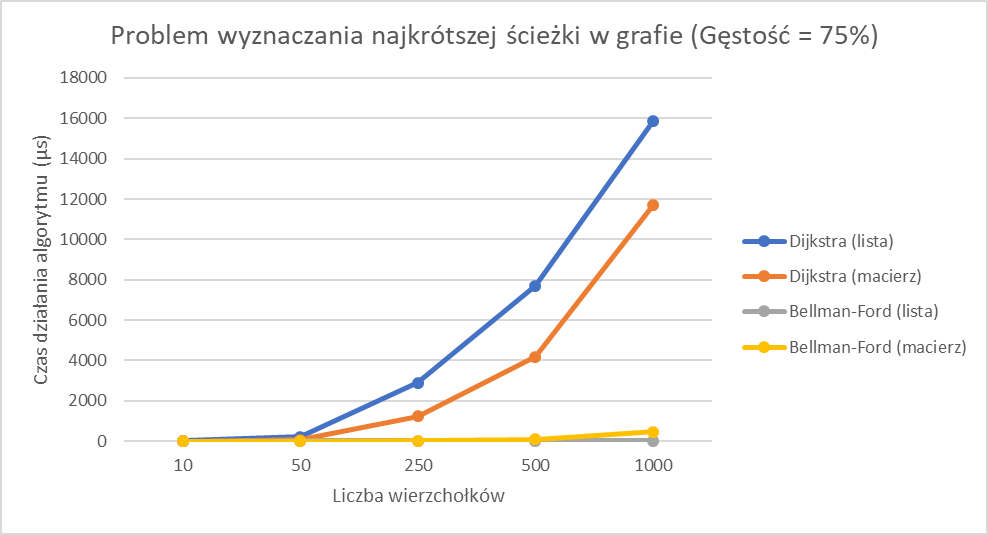 Problem wyznaczania najkrótszej ścieżki w grafie (Gęstość = 75%)
18000
16000
14000
12000
10000
8000
6000
4000
2000
0
Czas działania algorytmu (µs)
10 50 250 500 1000
Liczba wierzchołków
Dijkstra (lista)
Dijkstra (macierz)
Bellman-Ford (lista)
Bellman-Ford (macierz)